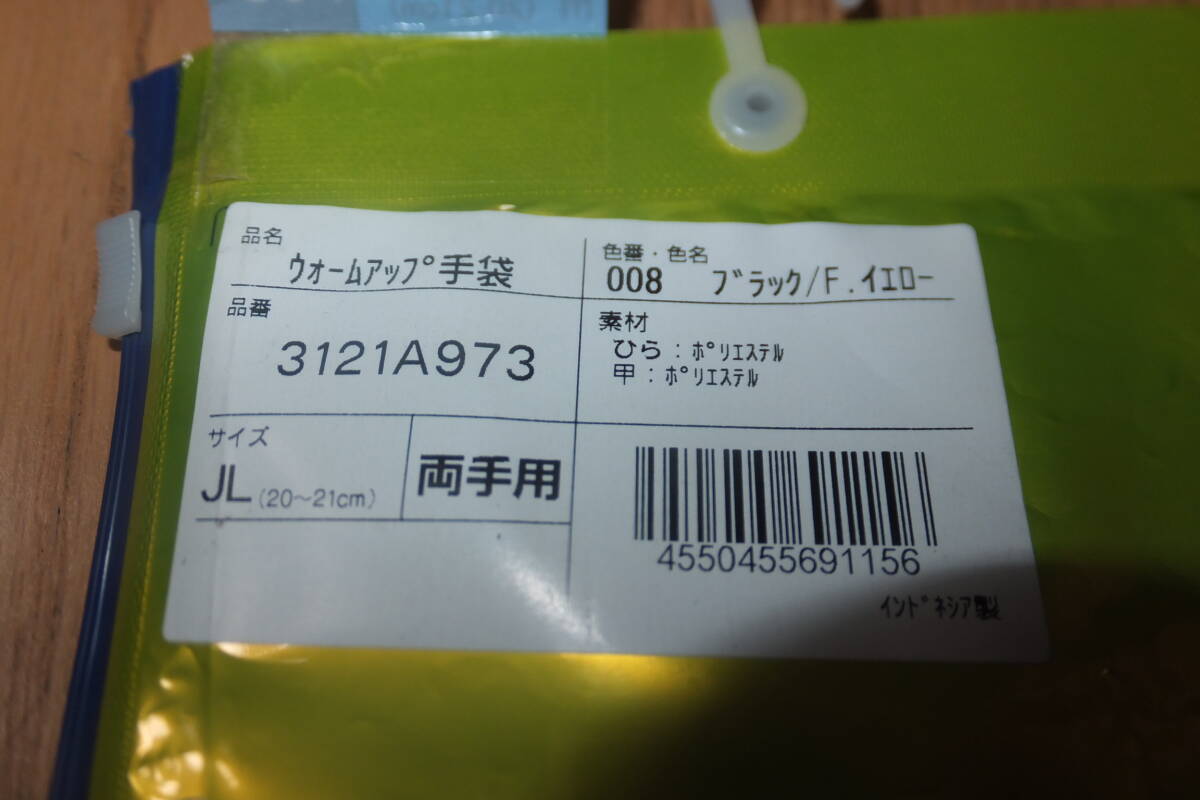 品名
ｳｫｰﾑｱｯﾌﾟ手袋
色番・色名
008 ﾌﾞﾗｯｸ/F.ｲｴﾛｰ
品番
3121A973
素材
ひら：ﾎﾟﾘｴｽﾃﾙ
甲：ﾎﾟﾘｴｽﾃﾙ
サイズ
JL（20～21cm）
両手用
4550455691156
ｲﾝﾄﾞﾈｼｱ製